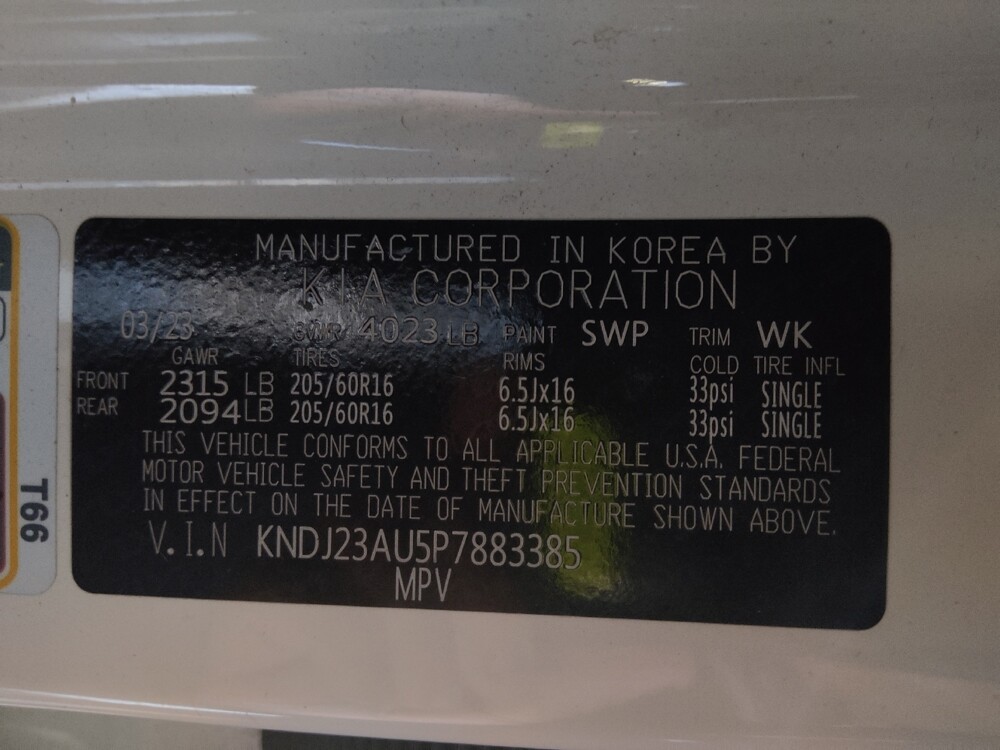 MANUFACTURED IN KOREA BY
KIA CORPORATION
03/23 GWR 4023 LB PAINT SWP TRIM WK
GAWR TIRES RIMS COLD TIRE INFL
FRONT 2315 LB 205/60R16 6.5Jx16 33psi SINGLE
REAR 2094 LB 205/60R16 6.5Jx16 33psi SINGLE
THIS VEHICLE CONFORMS TO ALL APPLICABLE U.S.A. FEDERAL
MOTOR VEHICLE SAFETY AND THEFT PREVENTION STANDARDS
IN EFFECT ON THE DATE OF MANUFACTURE SHOWN ABOVE.
V.I.N KNDJ23AU5P7883385
MPV
T66